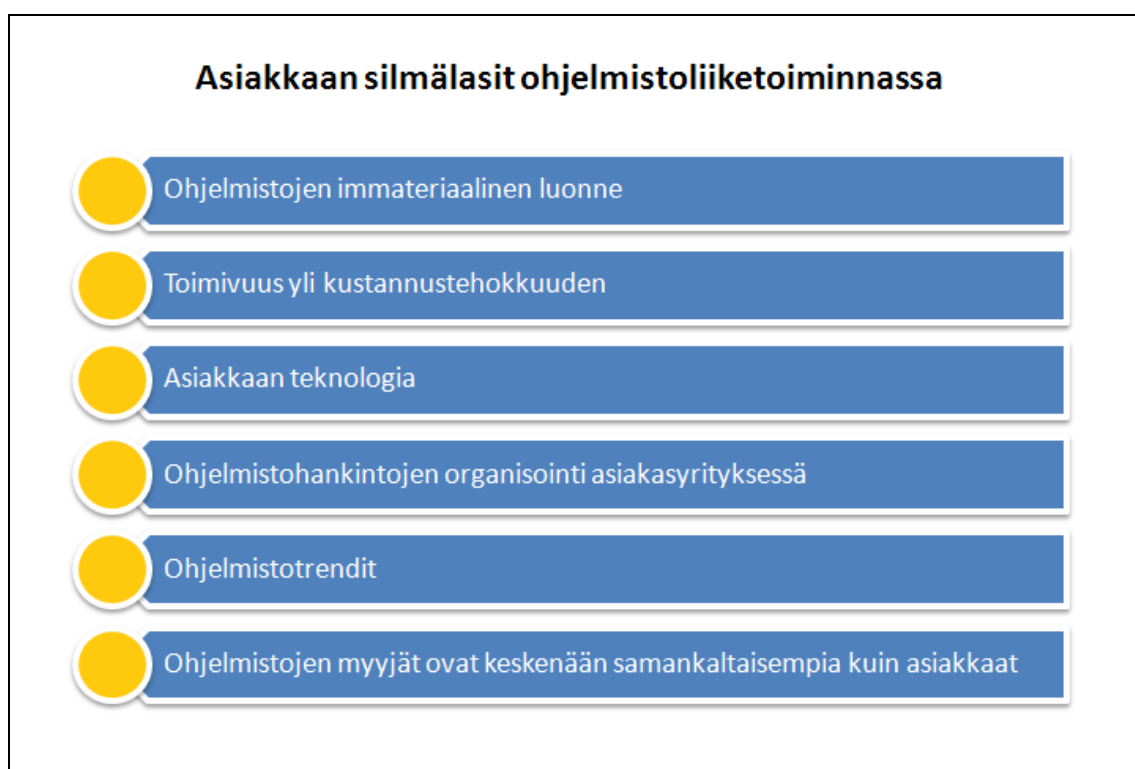 Asiakkaan silmälasit ohjelmistoliiketoiminnassa
Ohjelmistojen immateriaalinen luonne
Toimivuus yli kustannustehokkuuden
Asiakkaan teknologia
Ohjelmistohankintojen organisointi asiakasyrityksessä
Ohjelmistotrendit
Ohjelmistojen myyjät ovat keskenään samankaltaisempia kuin asiakkaat